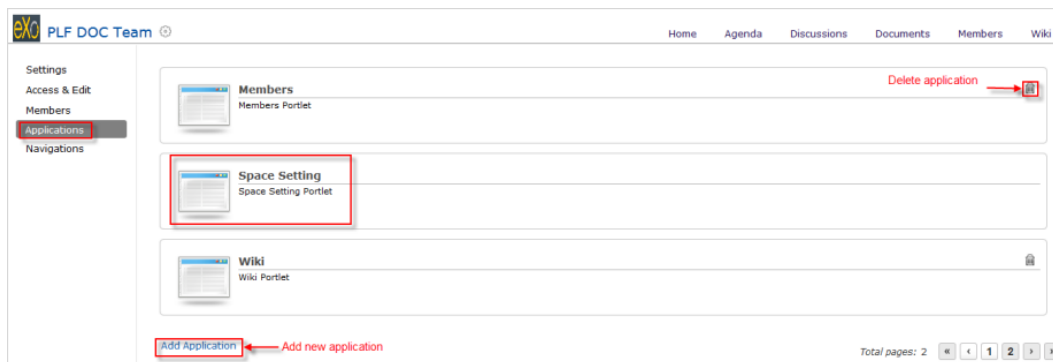 eXo PLF DOC Team
Home Agenda Discussions Documents Members Wiki
Settings
Access & Edit
Members
Applications
Navigations
Delete application
Members
Members Portlet
Space Setting
Space Setting Portlet
Wiki
Wiki Portlet
Add Application
Add new application
Total pages: 2 « ‹ 1 2 › »